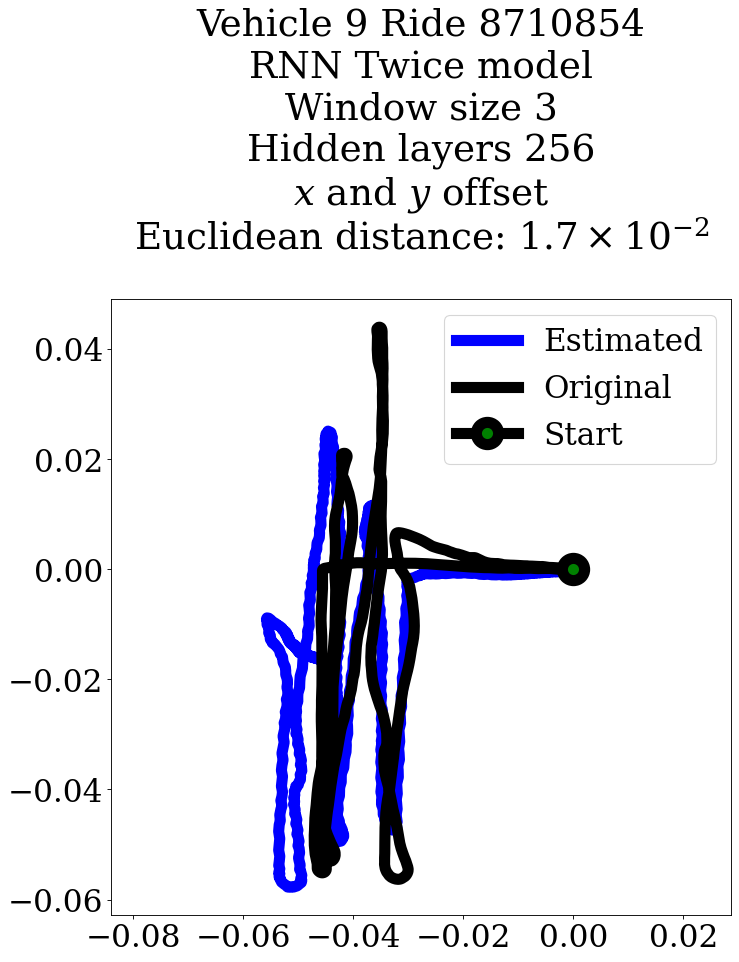 Vehicle 9 Ride 8710854
RNN Twice model
Window size 3
Hidden layers 256
x and y offset
Euclidean distance: 1.7 × 10⁻²
Estimated
Original
Start
0.04
0.02
0.00
−0.02
−0.04
−0.06
−0.08 −0.06 −0.04 −0.02 0.00 0.02